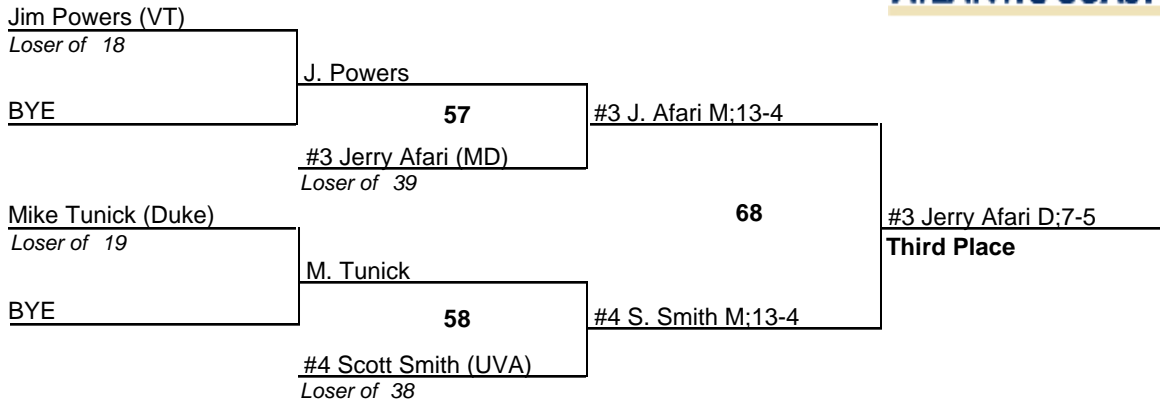 ATLANTIC COAST
Jim Powers (VT)
Loser of 18
J. Powers
BYE
57
#3 J. Afari M;13-4
#3 Jerry Afari (MD)
Loser of 39
Mike Tunick (Duke)
68
#3 Jerry Afari D;7-5
Loser of 19
Third Place
M. Tunick
BYE
58
#4 S. Smith M;13-4
#4 Scott Smith (UVA)
Loser of 38